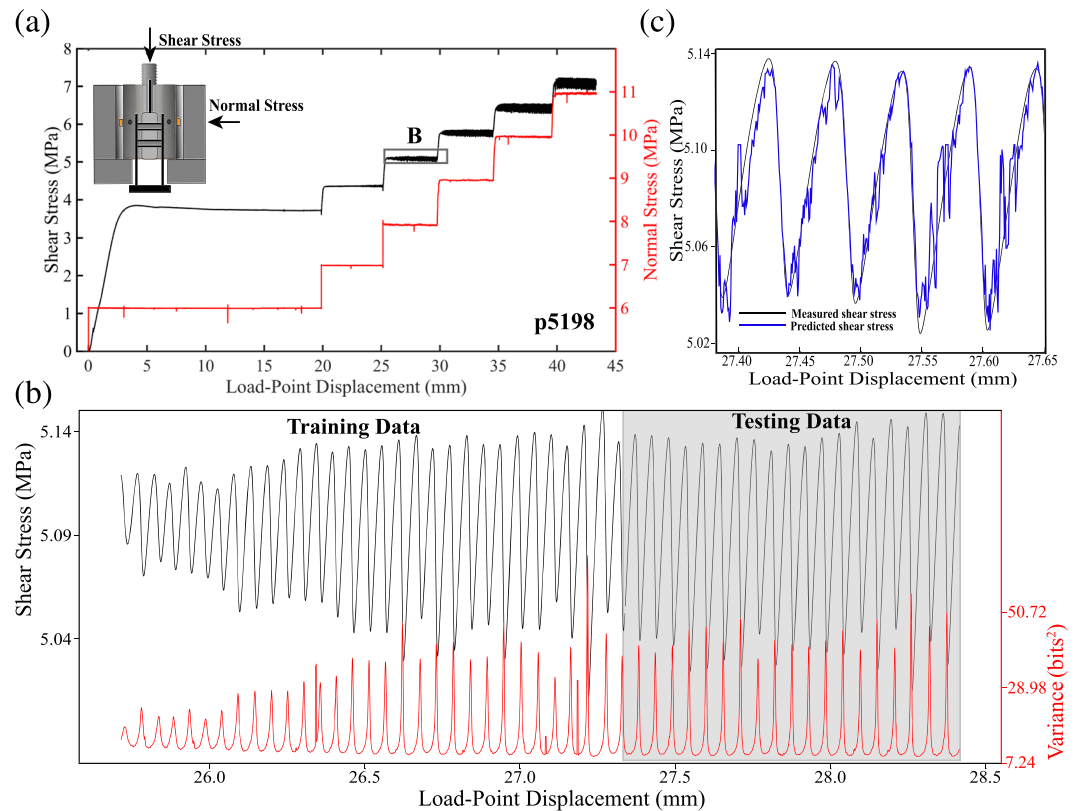 (a)
Shear Stress
Normal Stress
B
p5198
Shear Stress (MPa)
8
7
6
5
4
3
2
1
0
Normal Stress (MPa)
11
10
9
8
7
6
0 5 10 15 20 25 30 35 40 45
Load-Point Displacement (mm)
(c)
Shear Stress (MPa)
5.14
5.10
5.06
5.02
Measured shear stress
Predicted shear stress
27.40 27.45 27.50 27.55 27.60 27.65
Load-Point Displacement (mm)
(b)
Training Data
Testing Data
Shear Stress (MPa)
5.14
5.09
5.04
Variance (bits²)
50.72
28.98
7.24
26.0 26.5 27.0 27.5 28.0 28.5
Load-Point Displacement (mm)